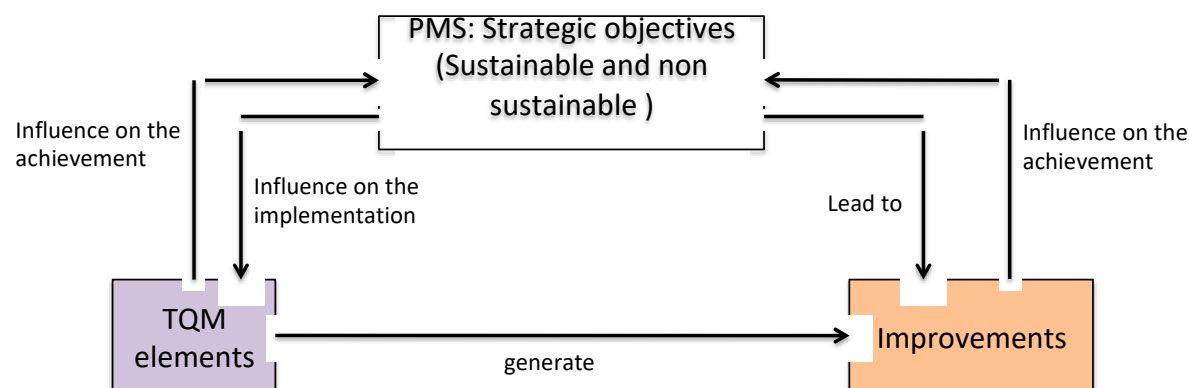 PMS: Strategic objectives
(Sustainable and non
sustainable )
Influence on the
achievement
Influence on the
implementation
Lead to
Influence on the
achievement
TQM
elements
generate
Improvements